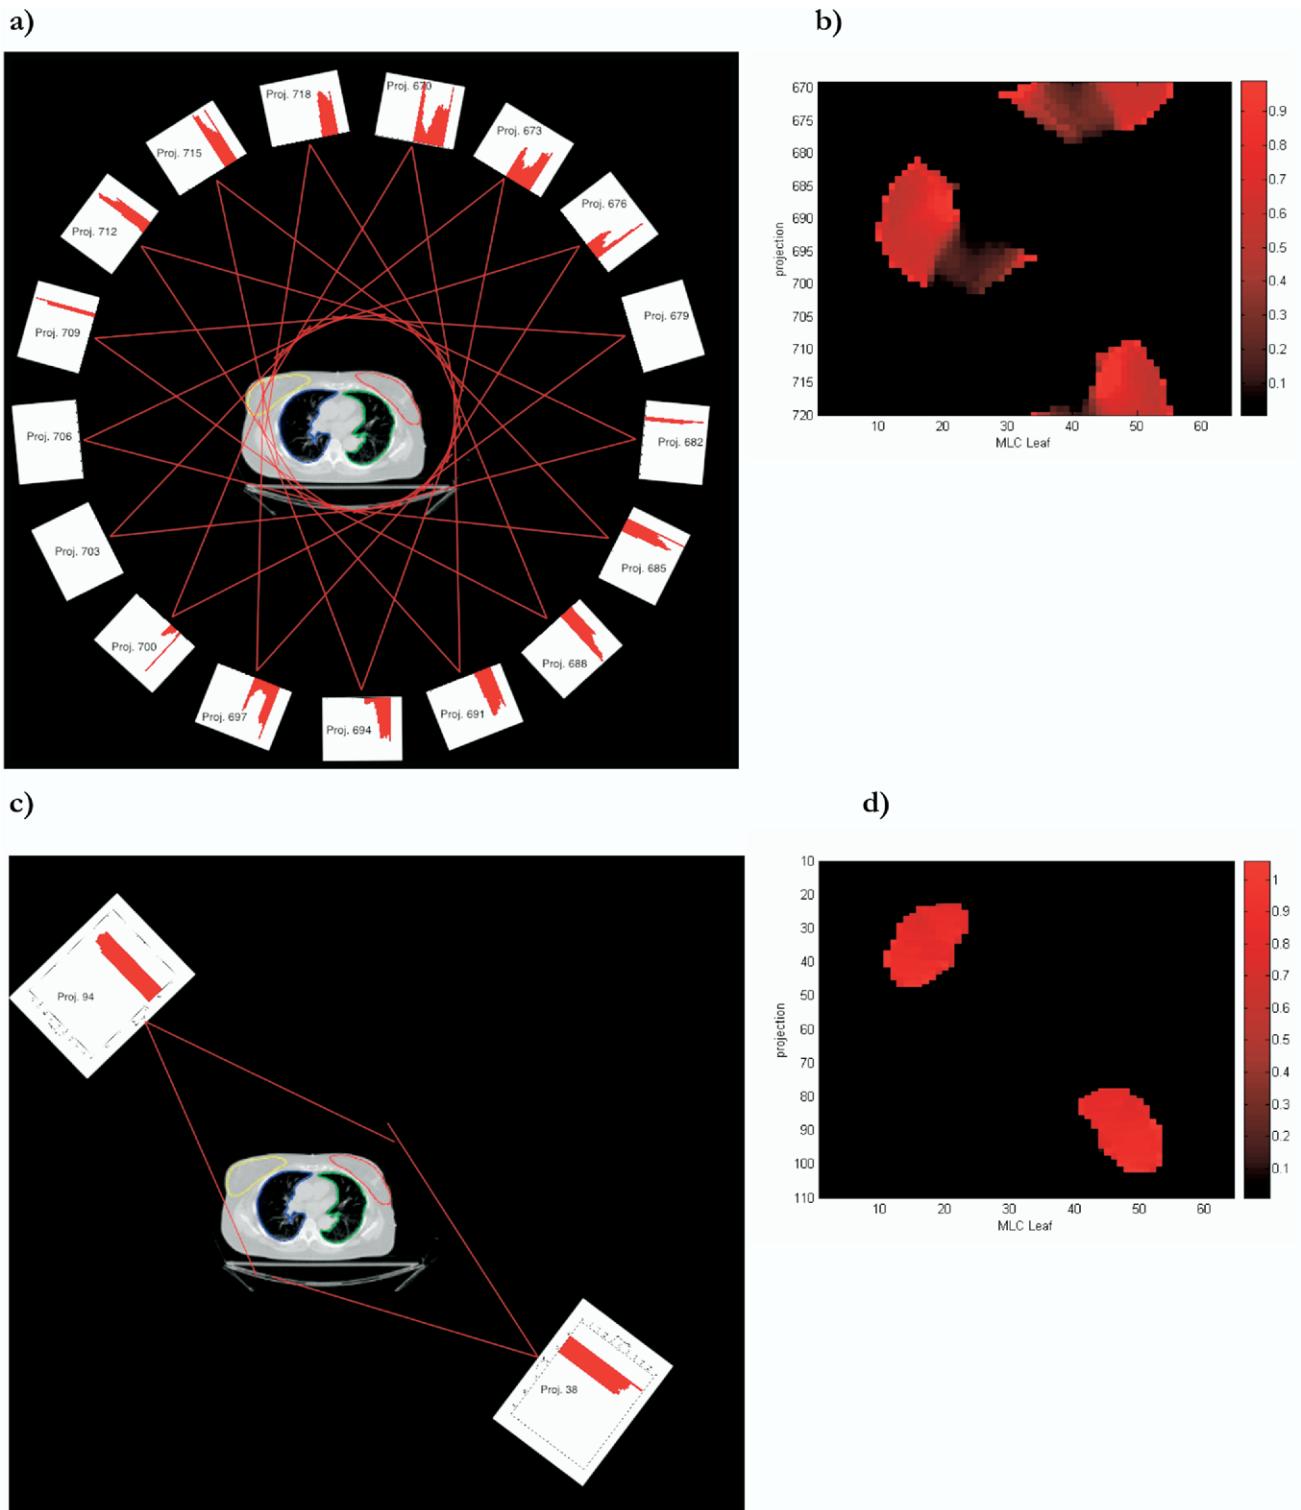 a)
Proj. 718
Proj. 670
Proj. 673
Proj. 715
Proj. 676
Proj. 712
Proj. 679
Proj. 709
Proj. 706
Proj. 682
Proj. 703
Proj. 685
Proj. 700
Proj. 688
Proj. 697
Proj. 694
Proj. 691
b)
670
675
680
685
690
695
700
705
710
715
720
projection
10 20 30 40 50 60
MLC Leaf
0.9
0.8
0.7
0.6
0.5
0.4
0.3
0.2
0.1
c)
Proj. 94
Proj. 38
d)
10
20
30
40
50
60
70
80
90
100
110
projection
10 20 30 40 50 60
MLC Leaf
1
0.9
0.8
0.7
0.6
0.5
0.4
0.3
0.2
0.1